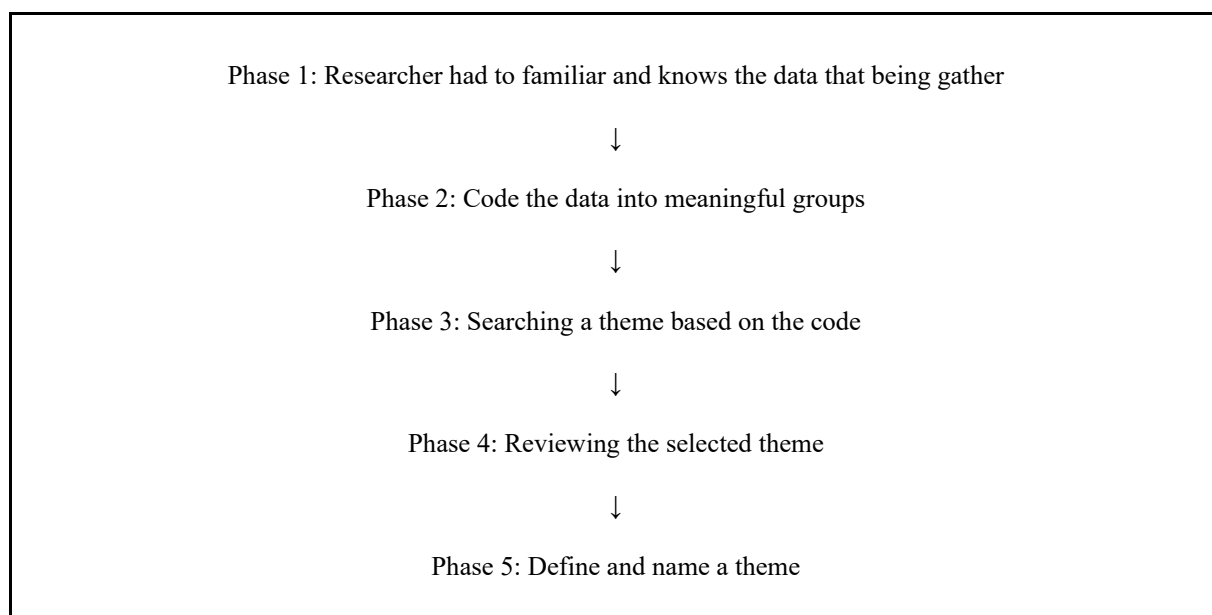 Phase 1: Researcher had to familiar and knows the data that being gather
↓
Phase 2: Code the data into meaningful groups
↓
Phase 3: Searching a theme based on the code
↓
Phase 4: Reviewing the selected theme
↓
Phase 5: Define and name a theme